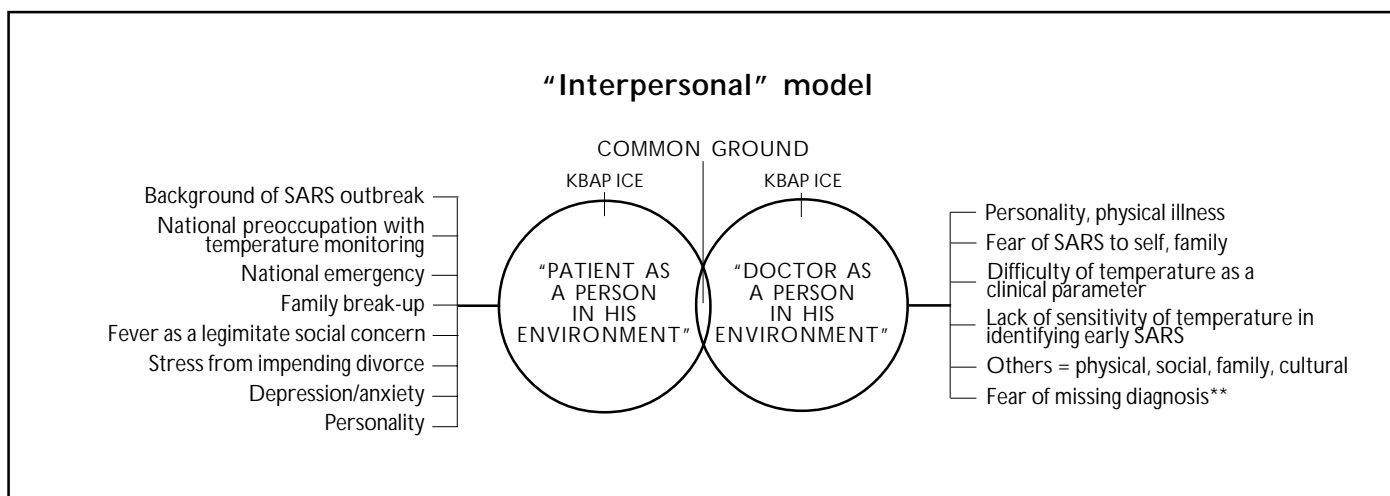 “Interpersonal” model
COMMON GROUND
KBAP ICE
KBAP ICE
Background of SARS outbreak
National preoccupation with
temperature monitoring
National emergency
Family break-up
Fever as a legitimate social concern
Stress from impending divorce
Depression/anxiety
Personality
“PATIENT AS
A PERSON
IN HIS
ENVIRONMENT”
“DOCTOR AS
A PERSON
IN HIS
ENVIRONMENT”
Personality, physical illness
Fear of SARS to self, family
Difficulty of temperature as a
clinical parameter
Lack of sensitivity of temperature in
identifying early SARS
Others = physical, social, family, cultural
Fear of missing diagnosis**